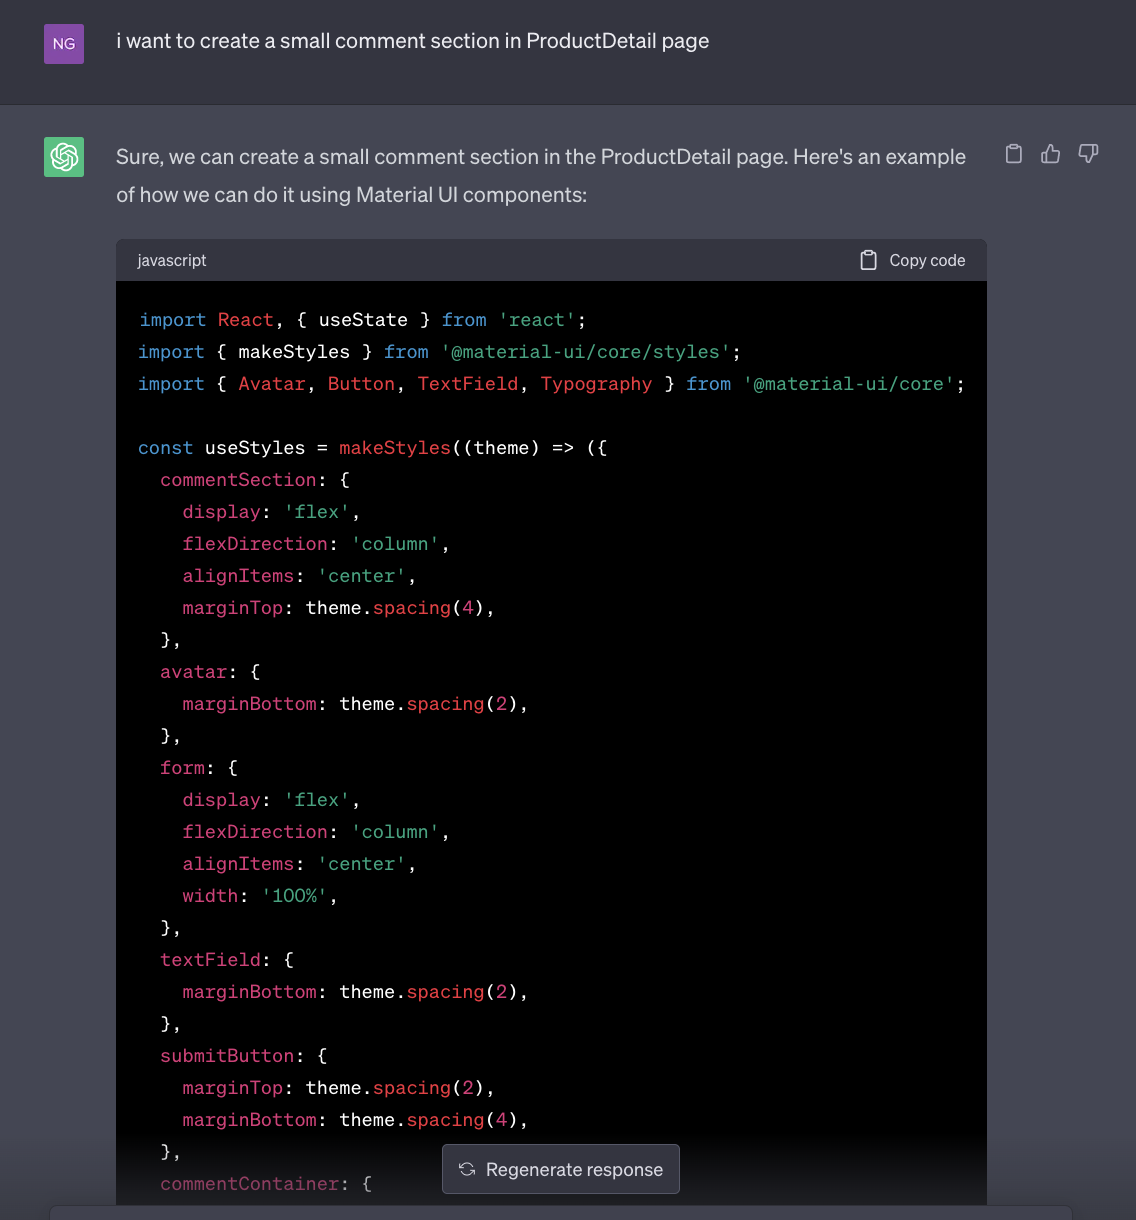 NG
i want to create a small comment section in ProductDetail page
Sure, we can create a small comment section in the ProductDetail page. Here's an example
of how we can do it using Material UI components:
javascript
Copy code
import React, { useState } from 'react';
import { makeStyles } from '@material-ui/core/styles';
import { Avatar, Button, TextField, Typography } from '@material-ui/core';
const useStyles = makeStyles((theme) => ({
  commentSection: {
    display: 'flex',
    flexDirection: 'column',
    alignItems: 'center',
    marginTop: theme.spacing(4),
  },
  avatar: {
    marginBottom: theme.spacing(2),
  },
  form: {
    display: 'flex',
    flexDirection: 'column',
    alignItems: 'center',
    width: '100%',
  },
  textField: {
    marginBottom: theme.spacing(2),
  },
  submitButton: {
    marginTop: theme.spacing(2),
    marginBottom: theme.spacing(4),
  },
Regenerate response
  commentContainer: {